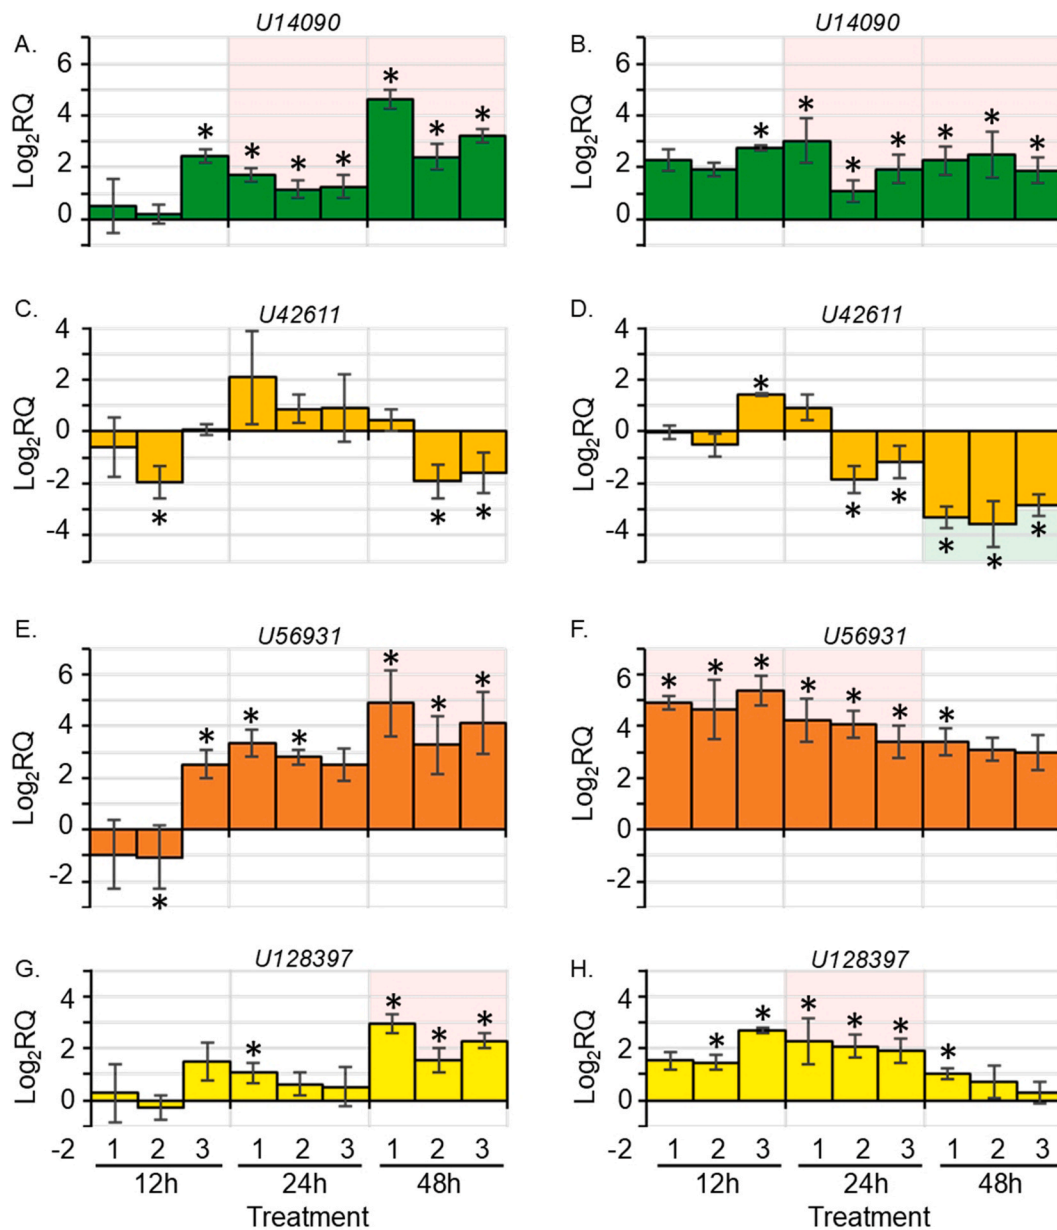 A.
U14090
Log2RQ
6
4
2
0
* * * * * * *
B.
U14090
Log2RQ
6
4
2
0
* * * * * * *
C.
U42611
Log2RQ
4
2
0
-2
-4
* * *
D.
U42611
Log2RQ
4
2
0
-2
-4
* * * * * *
E.
U56931
Log2RQ
6
4
2
0
-2
* * * * * * *
F.
U56931
Log2RQ
6
4
2
0
-2
* * * * * * *
G.
U128397
Log2RQ
4
2
0
-2
* * * *
1 2 3 1 2 3 1 2 3
12h 24h 48h
Treatment
H.
U128397
Log2RQ
4
2
0
-2
* * * * * *
1 2 3 1 2 3 1 2 3
12h 24h 48h
Treatment